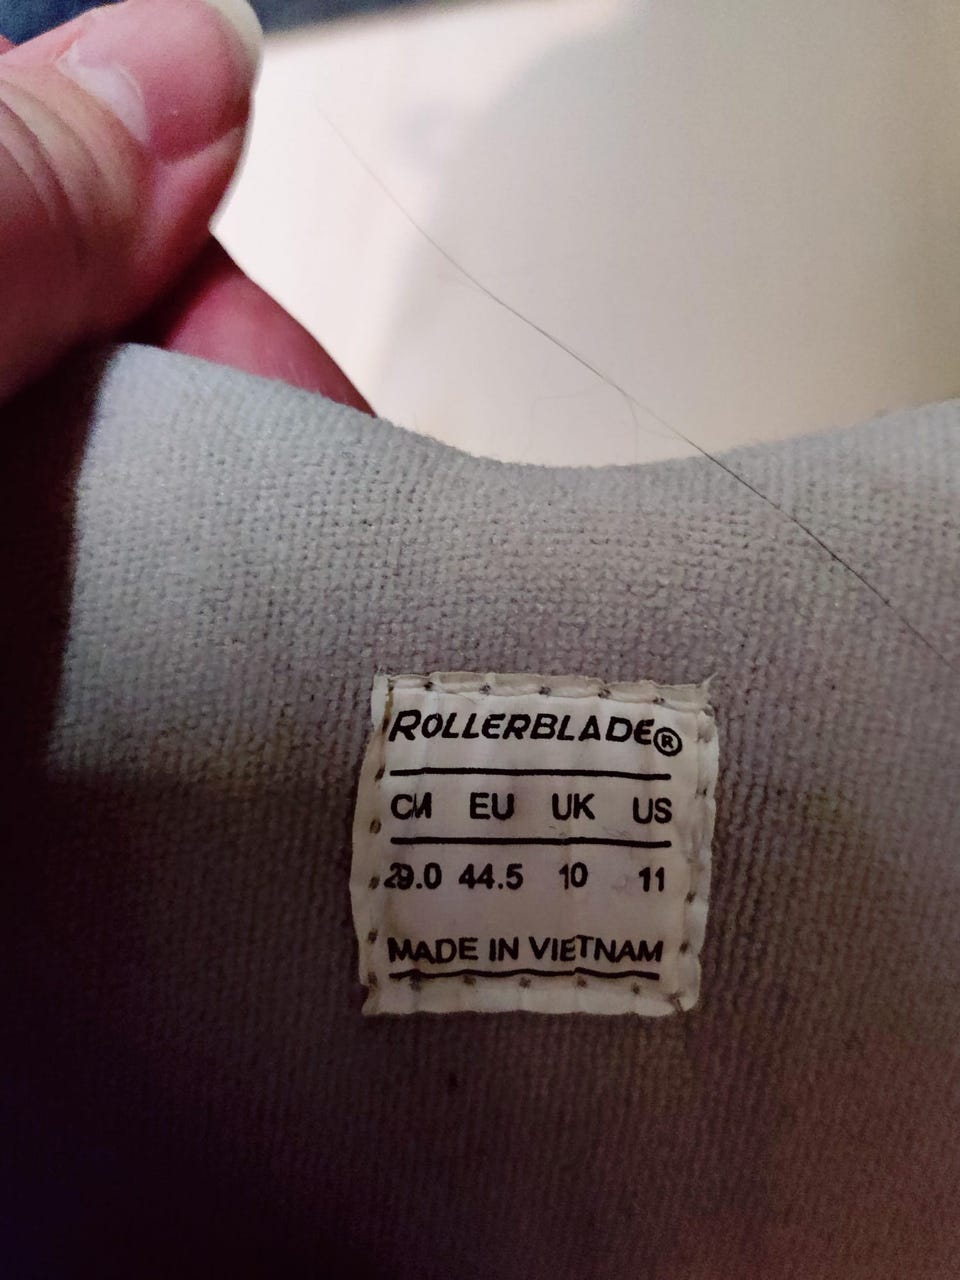 ROLLERBLADE®
CM EU UK US
29.0 44.5 10 11
MADE IN VIETNAM